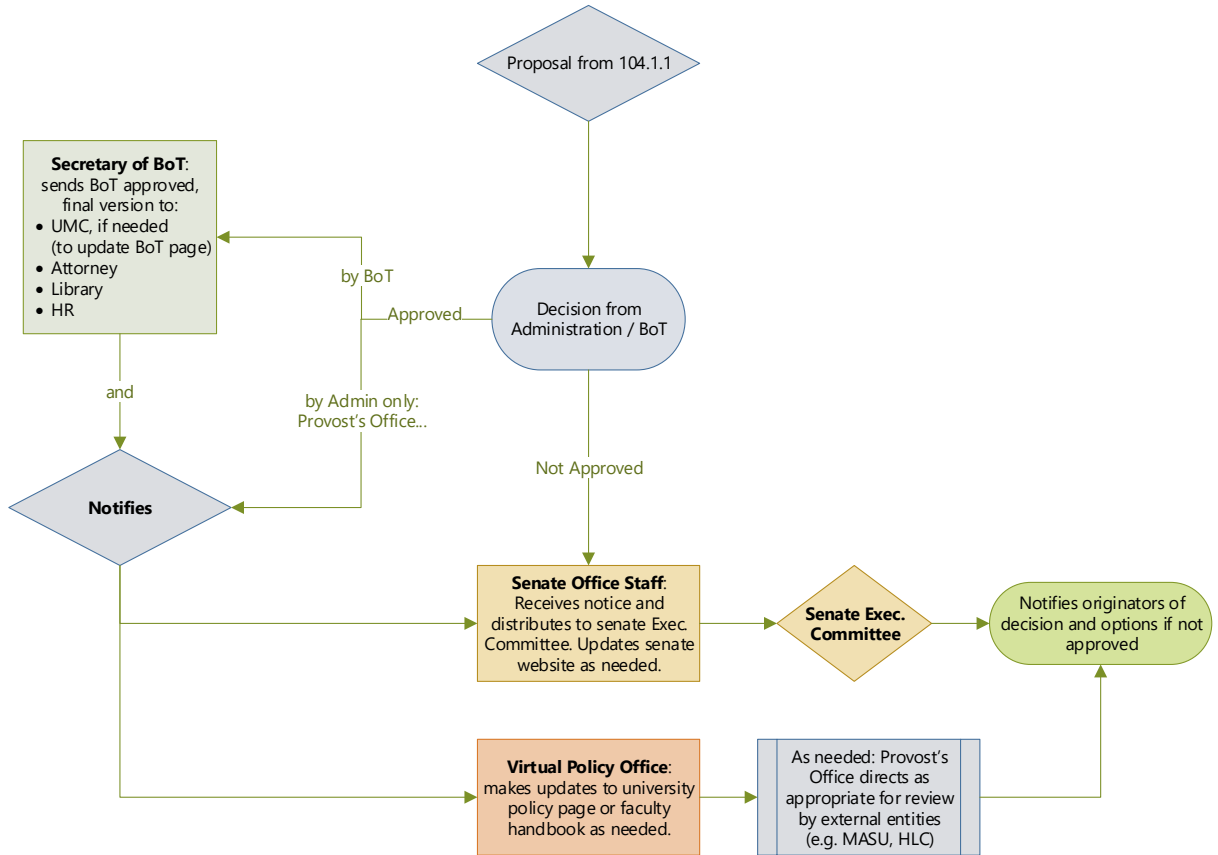 Proposal from 104.1.1
Secretary of BoT:
sends BoT approved,
final version to:
• UMC, if needed
(to update BoT page)
• Attorney
• Library
• HR
by BoT
Approved
Decision from
Administration / BoT
and
by Admin only:
Provost’s Office...
Not Approved
Notifies
Senate Office Staff:
Receives notice and
distributes to senate Exec.
Committee. Updates senate
website as needed.
Senate Exec.
Committee
Notifies originators of
decision and options if not
approved
Virtual Policy Office:
makes updates to university
policy page or faculty
handbook as needed.
As needed: Provost’s
Office directs as
appropriate for review
by external entities
(e.g. MASU, HLC)